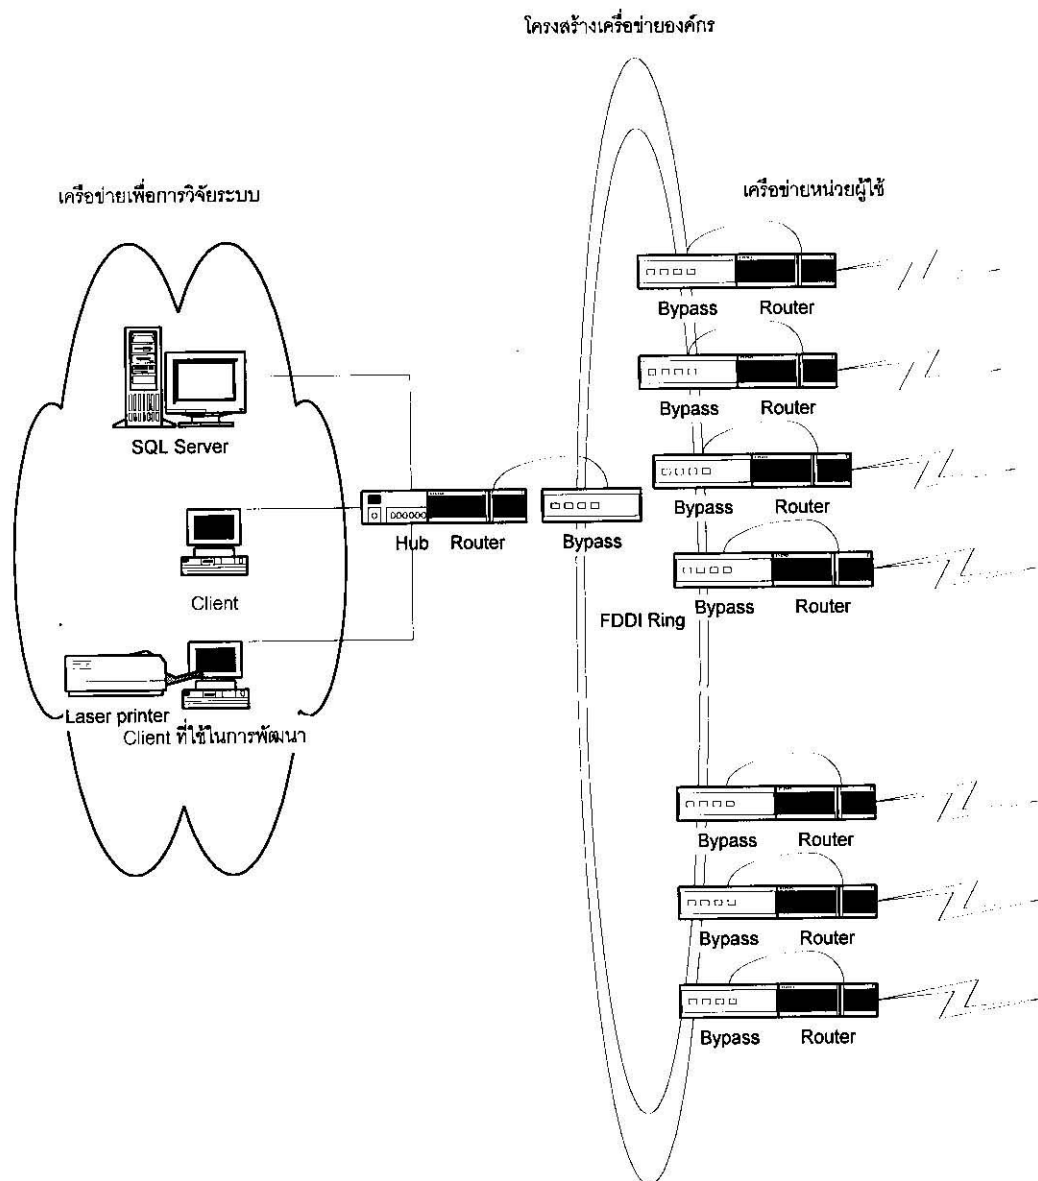 โครงสร้างเครือข่ายองค์กร
เครือข่ายเพื่อการวิจัยระบบ
เครือข่ายหน่วยผู้ใช้
Bypass Router
Bypass Router
SQL Server
Bypass Router
Hub Router Bypass
Client
Bypass Router
FDDI Ring
Laser printer
Client ที่ใช้ในการพัฒนา
Bypass Router
Bypass Router
Bypass Router